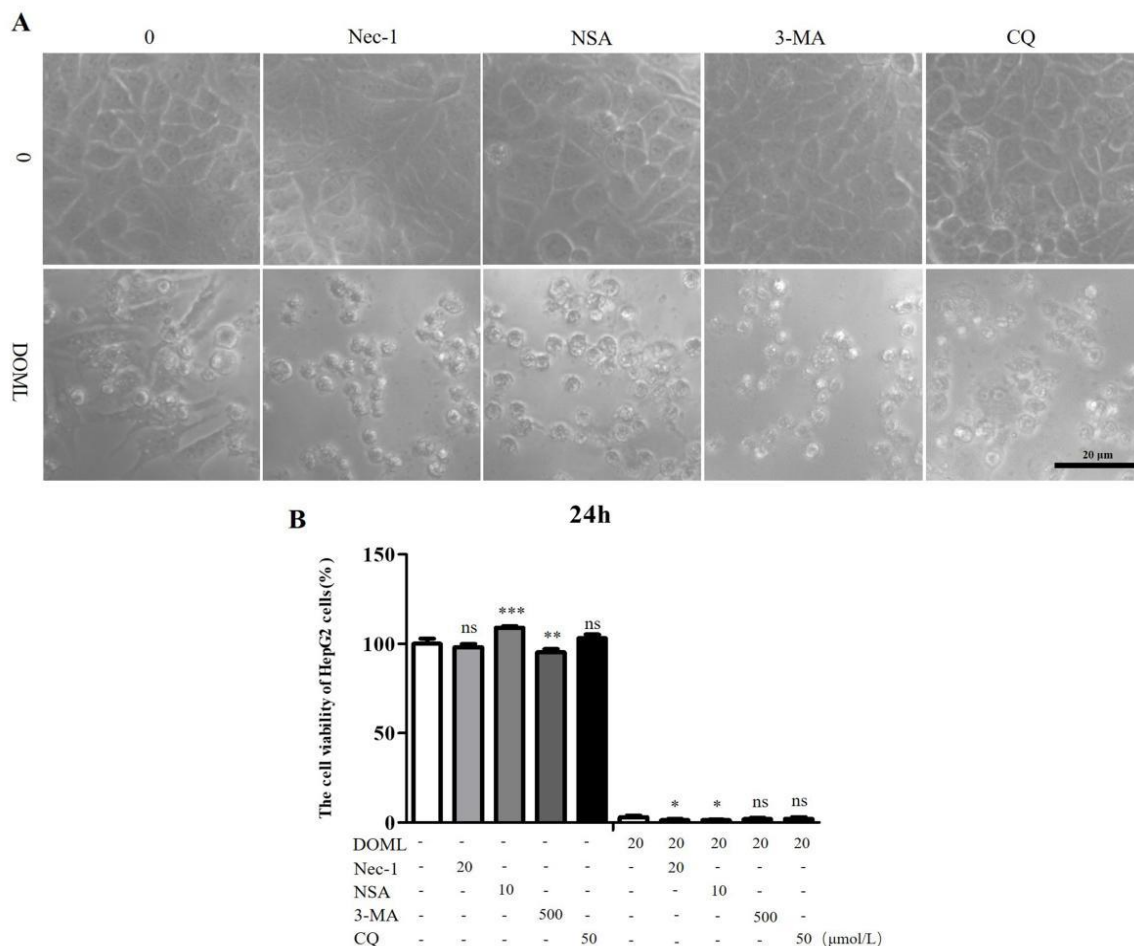 A
0 Nec-1 NSA 3-MA CQ
0
DOML
20 μm
B
24h
The cell viability of HepG2 cells(%)
150
100
50
0
ns *** ** ns * * ns ns
DOML - - - - - 20 20 20 20 20
Nec-1 - 20 - - - - 20 - - -
NSA - - 10 - - - - 10 - -
3-MA - - - 500 - - - - 500 -
CQ - - - - 50 - - - - 50 (μmol/L)